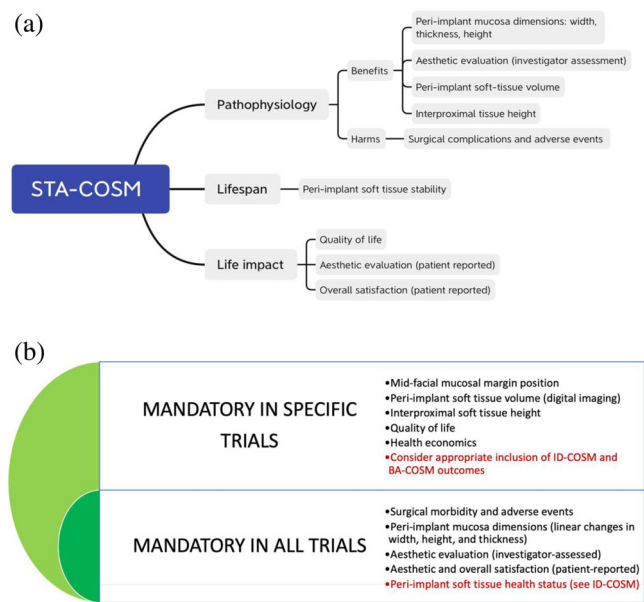 (a)
Peri-implant mucosa dimensions: width,
thickness, height
Benefits
Aesthetic evaluation (investigator assessment)
Pathophysiology
Peri-implant soft-tissue volume
Interproximal tissue height
Harms
Surgical complications and adverse events
STA-COSM
Lifespan
Peri-implant soft tissue stability
Quality of life
Life impact
Aesthetic evaluation (patient reported)
Overall satisfaction (patient reported)
(b)
MANDATORY IN SPECIFIC
TRIALS
•Mid-facial mucosal margin position
•Peri-implant soft tissue volume (digital imaging)
•Interproximal soft tissue height
•Quality of life
•Health economics
•Consider appropriate inclusion of ID-COSM and
BA-COSM outcomes
MANDATORY IN ALL TRIALS
•Surgical morbidity and adverse events
•Peri-implant mucosa dimensions (linear changes in
width, height, and thickness)
•Aesthetic evaluation (investigator-assessed)
•Aesthetic and overall satisfaction (patient-reported)
•Peri-implant soft tissue health status (see ID-COSM)